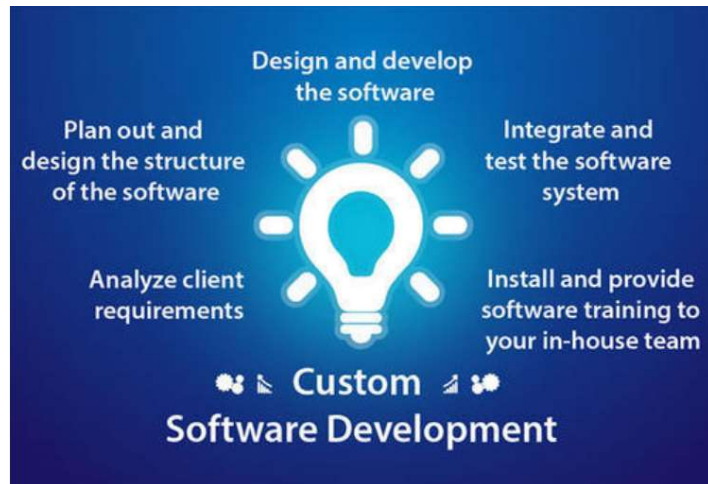 Design and develop
the software
Plan out and
design the structure
of the software
Integrate and
test the software
system
Analyze client
requirements
Install and provide
software training to
your in-house team
Custom
Software Development